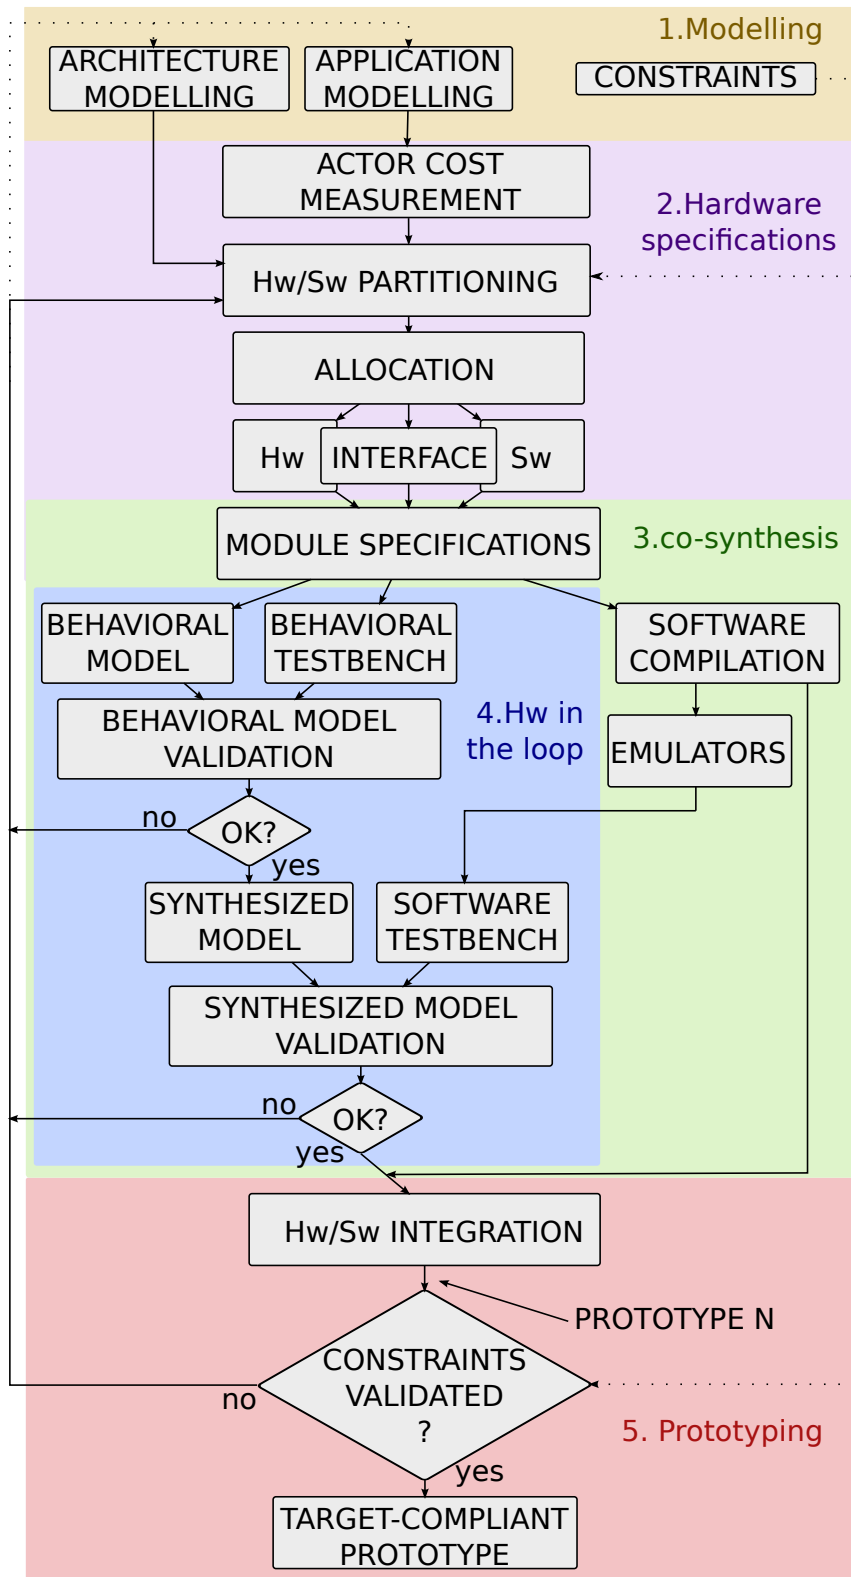 1.Modelling
ARCHITECTURE
MODELLING
APPLICATION
MODELLING
CONSTRAINTS
ACTOR COST
MEASUREMENT
2.Hardware
specifications
Hw/Sw PARTITIONING
ALLOCATION
Hw
INTERFACE
Sw
MODULE SPECIFICATIONS
3.co-synthesis
BEHAVIORAL
MODEL
BEHAVIORAL
TESTBENCH
SOFTWARE
COMPILATION
BEHAVIORAL MODEL
VALIDATION
4.Hw in
the loop
EMULATORS
no
OK?
yes
SYNTHESIZED
MODEL
SOFTWARE
TESTBENCH
SYNTHESIZED MODEL
VALIDATION
no
OK?
yes
Hw/Sw INTEGRATION
PROTOTYPE N
CONSTRAINTS
VALIDATED
?
no
5. Prototyping
yes
TARGET-COMPLIANT
PROTOTYPE